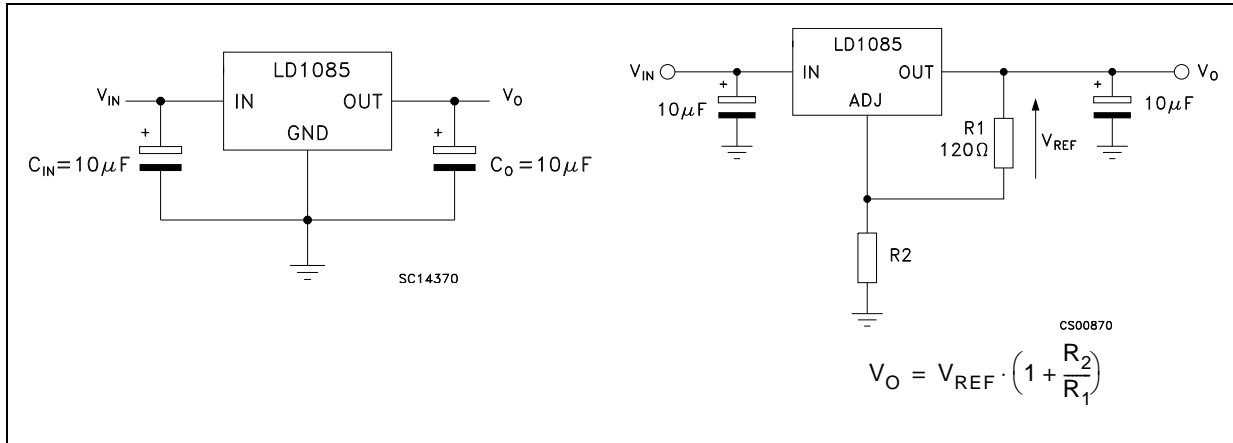 LD1085
V_IN IN OUT V_O
GND
+ +
C_IN=10μF C_O=10μF
SC14370
LD1085
V_IN IN OUT V_O
ADJ
+ +
10μF R1 10μF
120Ω V_REF
R2
CS00870
V_O = V_REF · (1 + R_2/R_1)